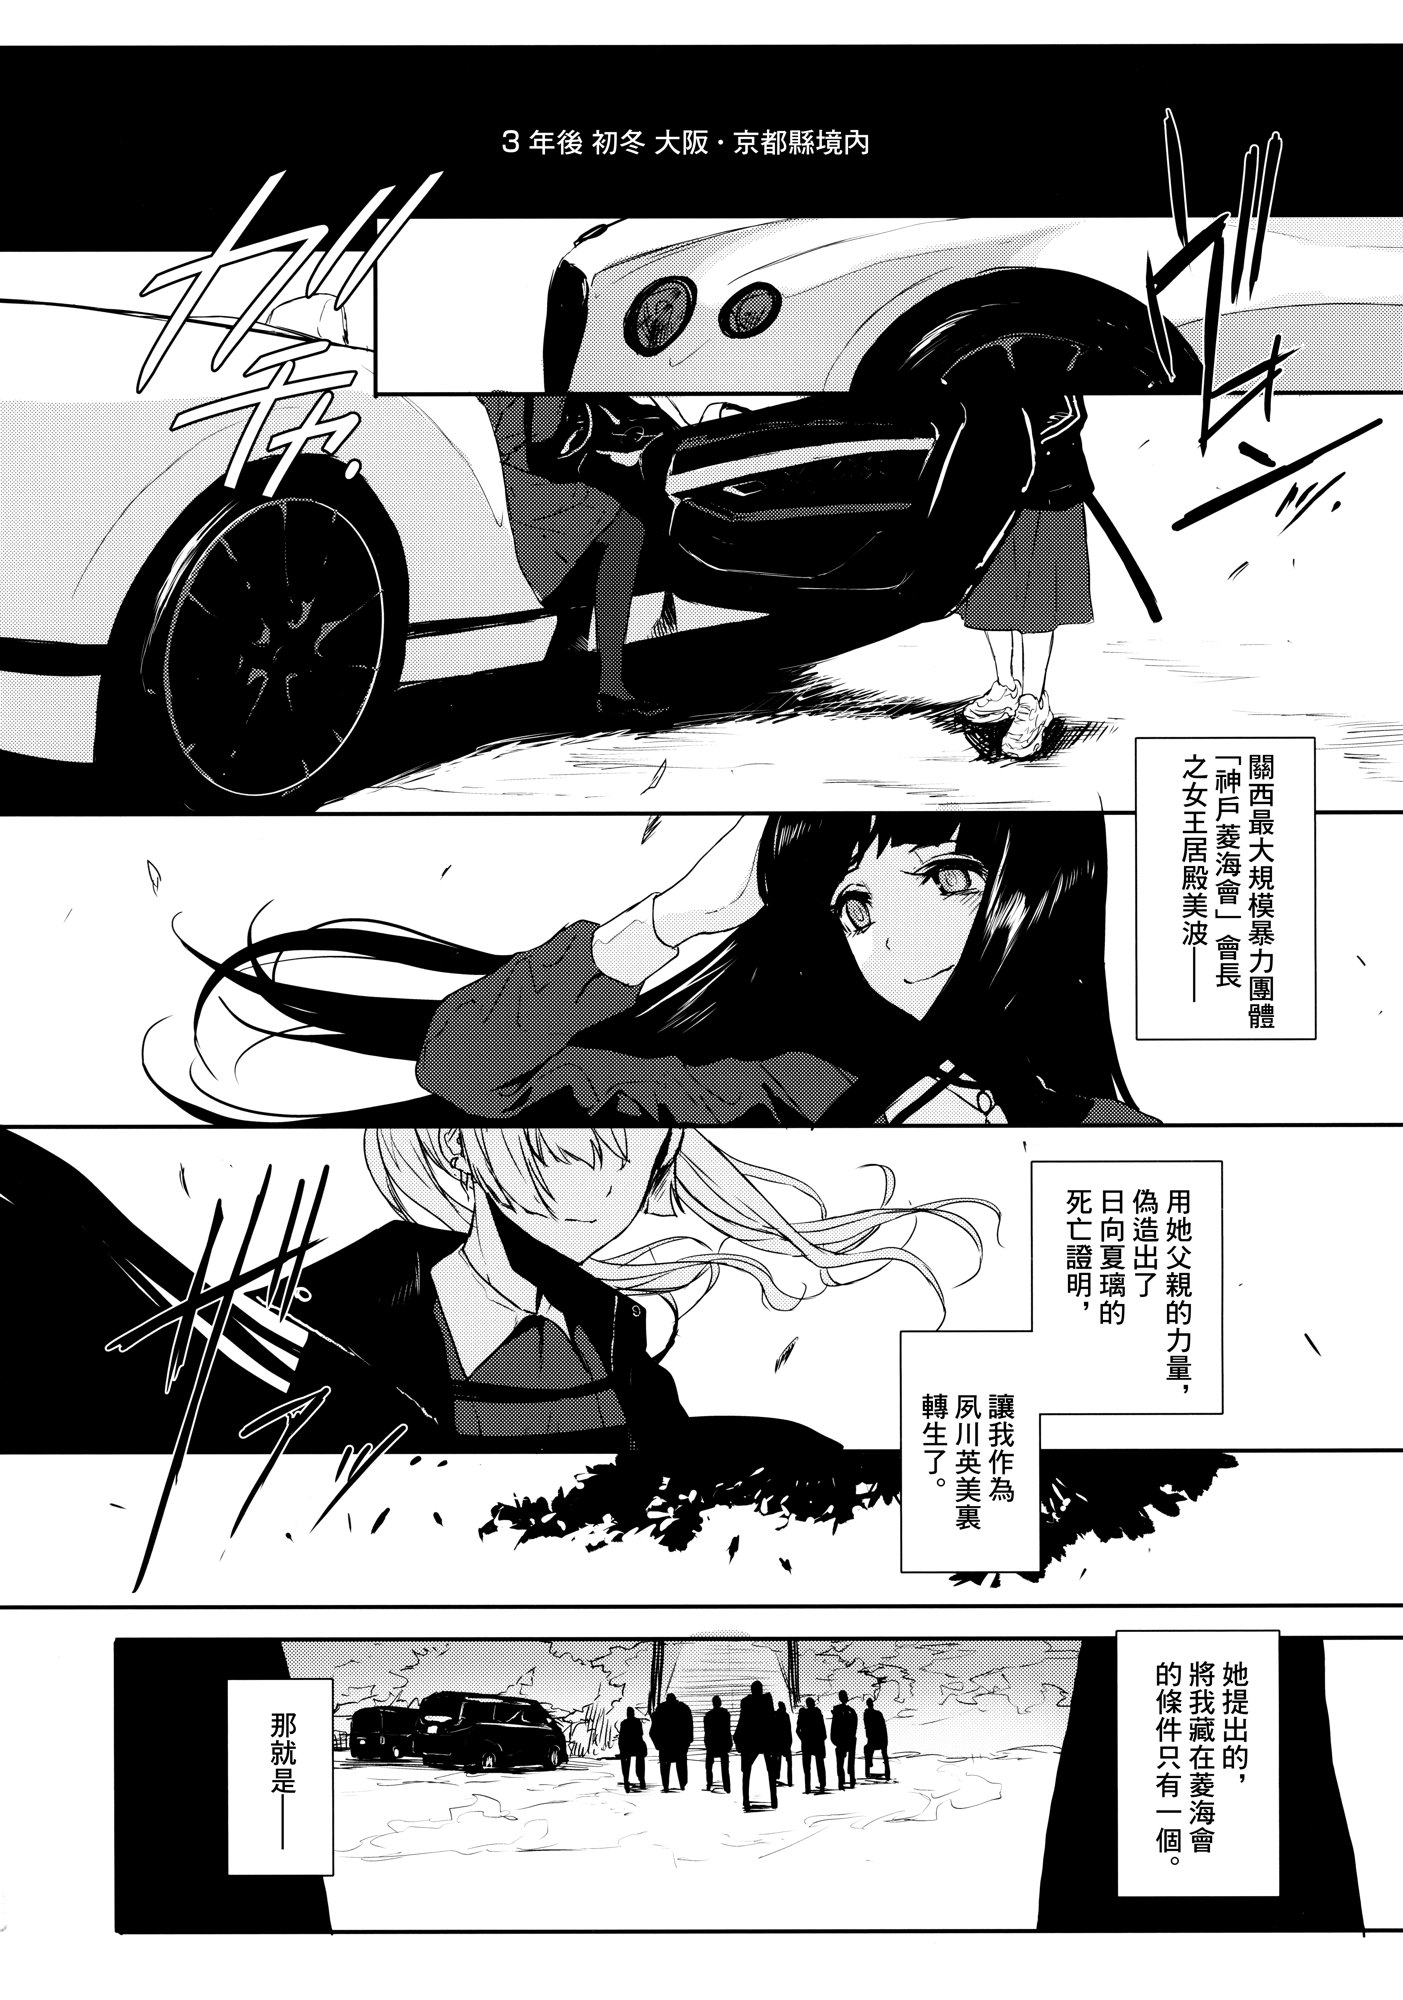 3年後 初冬 大阪・京都縣境內
ガチャ.
關西最大規模暴力團體
「神戶菱海會」會長
之女王居殿美波——
用她父親的力量，
偽造出了
日向夏璃的
死亡證明，
讓我作為
夙川英美裏
轉生了。
她提出的，
將我藏在菱海會
的條件只有一個。
那就是——